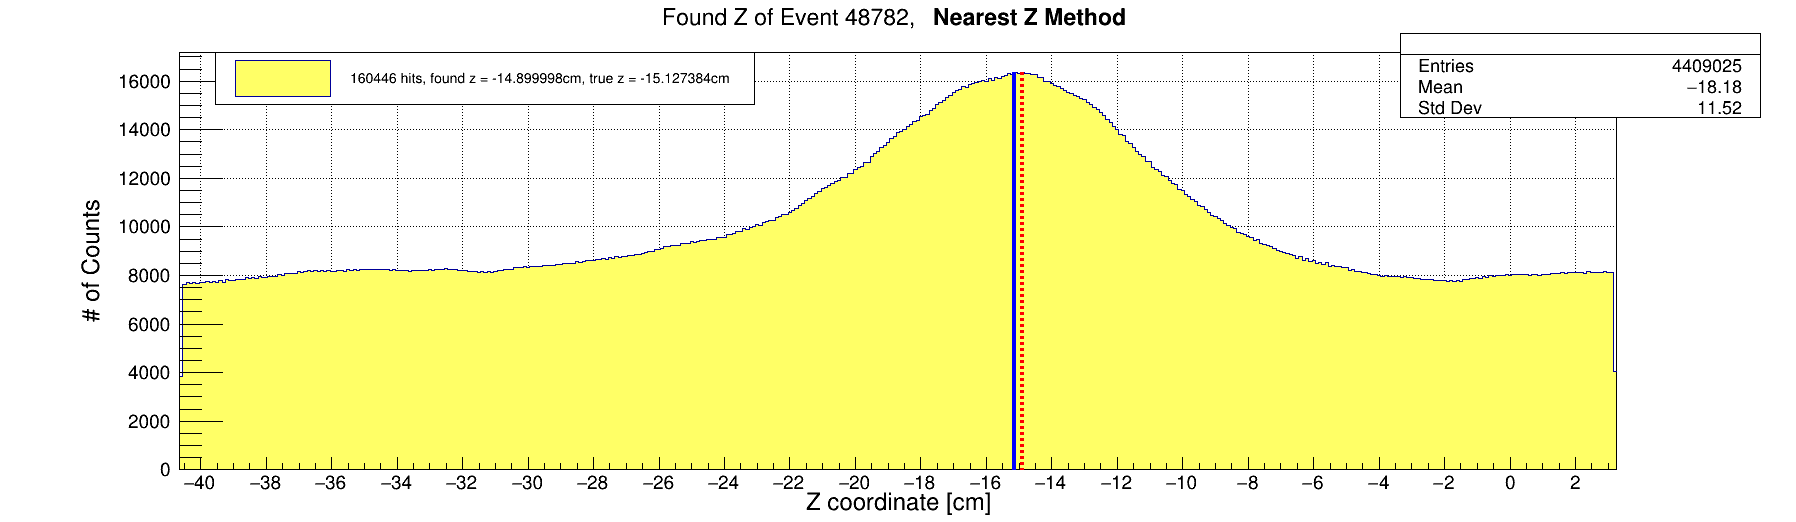 Found Z of Event 48782, Nearest Z Method
160446 hits, found z = -14.899998cm, true z = -15.127384cm
Entries 4409025
Mean −18.18
Std Dev 11.52
# of Counts
16000
14000
12000
10000
8000
6000
4000
2000
0
−40 −38 −36 −34 −32 −30 −28 −26 −24 −22 −20 −18 −16 −14 −12 −10 −8 −6 −4 −2 0 2
Z coordinate [cm]